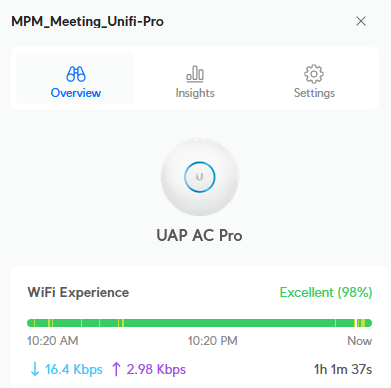 MPM_Meeting_Unifi-Pro
Overview Insights Settings
U
UAP AC Pro
WiFi Experience Excellent (98%)
10:20 AM 10:20 PM Now
↓ 16.4 Kbps ↑ 2.98 Kbps 1h 1m 37s